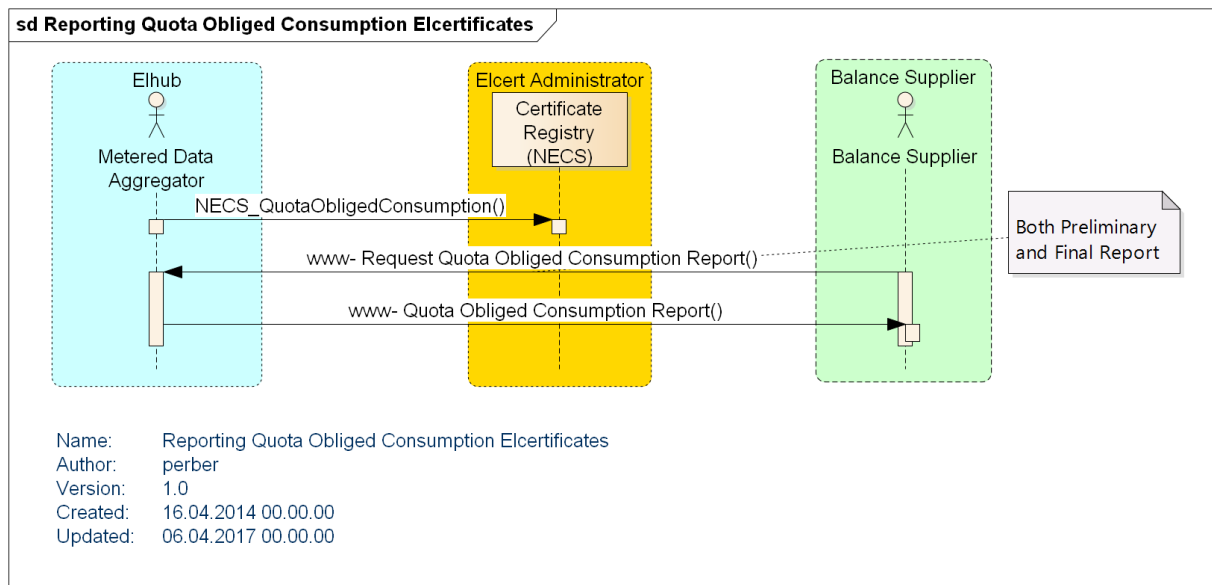 sd Reporting Quota Obliged Consumption Elcertificates
Elhub
Metered Data
Aggregator
Elcert Administrator
Certificate
Registry
(NECS)
Balance Supplier
Balance Supplier
NECS_QuotaObligedConsumption()
www- Request Quota Obliged Consumption Report()
www- Quota Obliged Consumption Report()
Both Preliminary
and Final Report
Name: Reporting Quota Obliged Consumption Elcertificates
Author: perber
Version: 1.0
Created: 16.04.2014 00.00.00
Updated: 06.04.2017 00.00.00